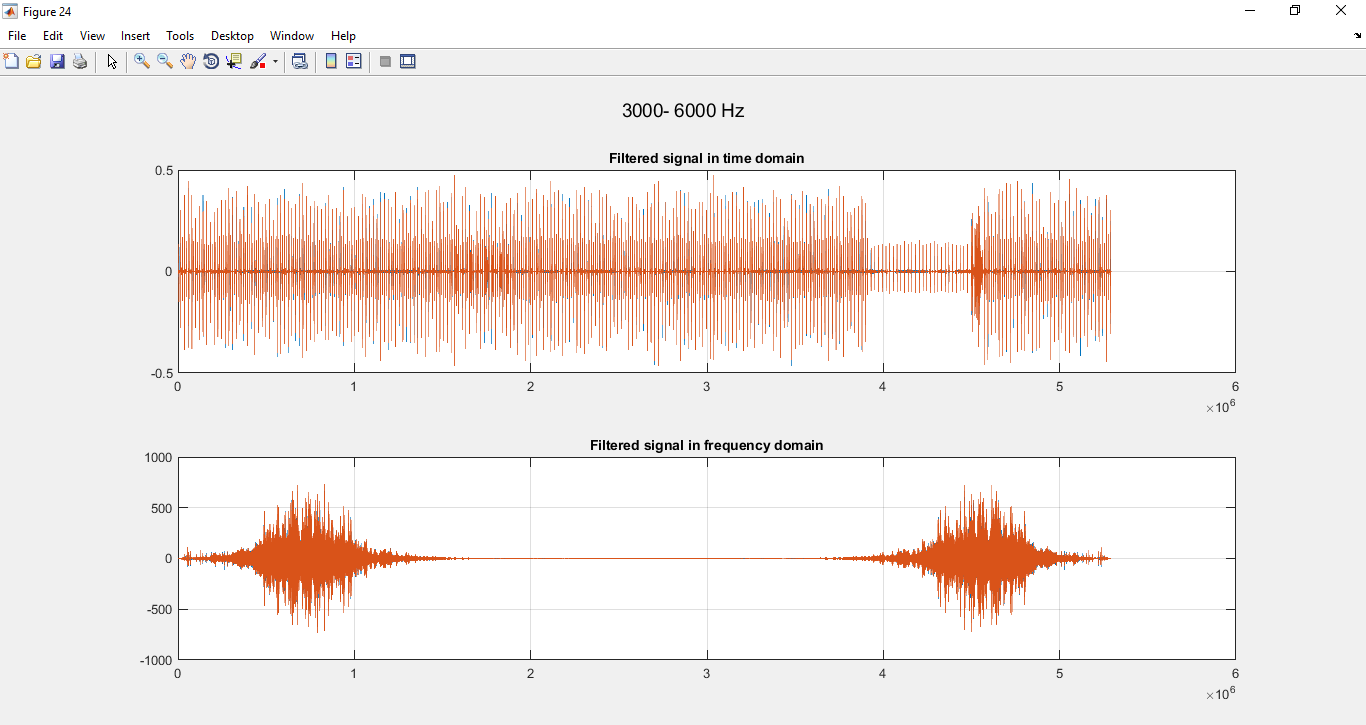 Figure 24
File Edit View Insert Tools Desktop Window Help
3000- 6000 Hz
Filtered signal in time domain
0.5
0
-0.5
0 1 2 3 4 5 6
×10^6
Filtered signal in frequency domain
1000
500
0
-500
-1000
0 1 2 3 4 5 6
×10^6